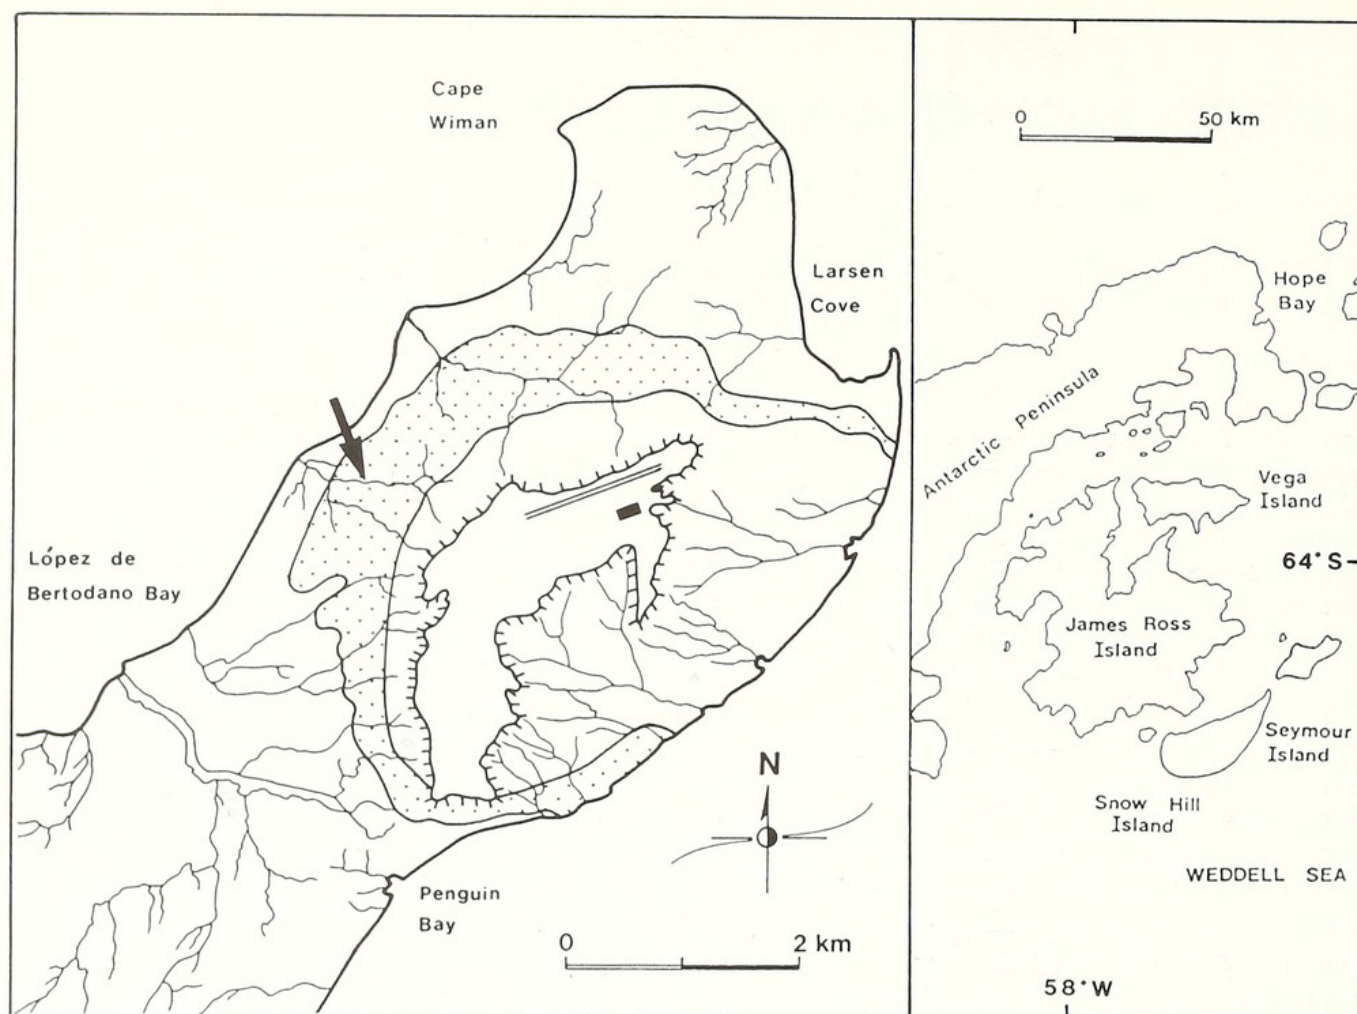 Cape
Wiman
Larsen
Cove
López de
Bertodano Bay
Penguin
Bay
N
0 2 km
0 50 km
Hope
Bay
Antarctic Peninsula
Vega
Island
64°S
James Ross
Island
Seymour
Island
Snow Hill
Island
WEDDELL SEA
58°W